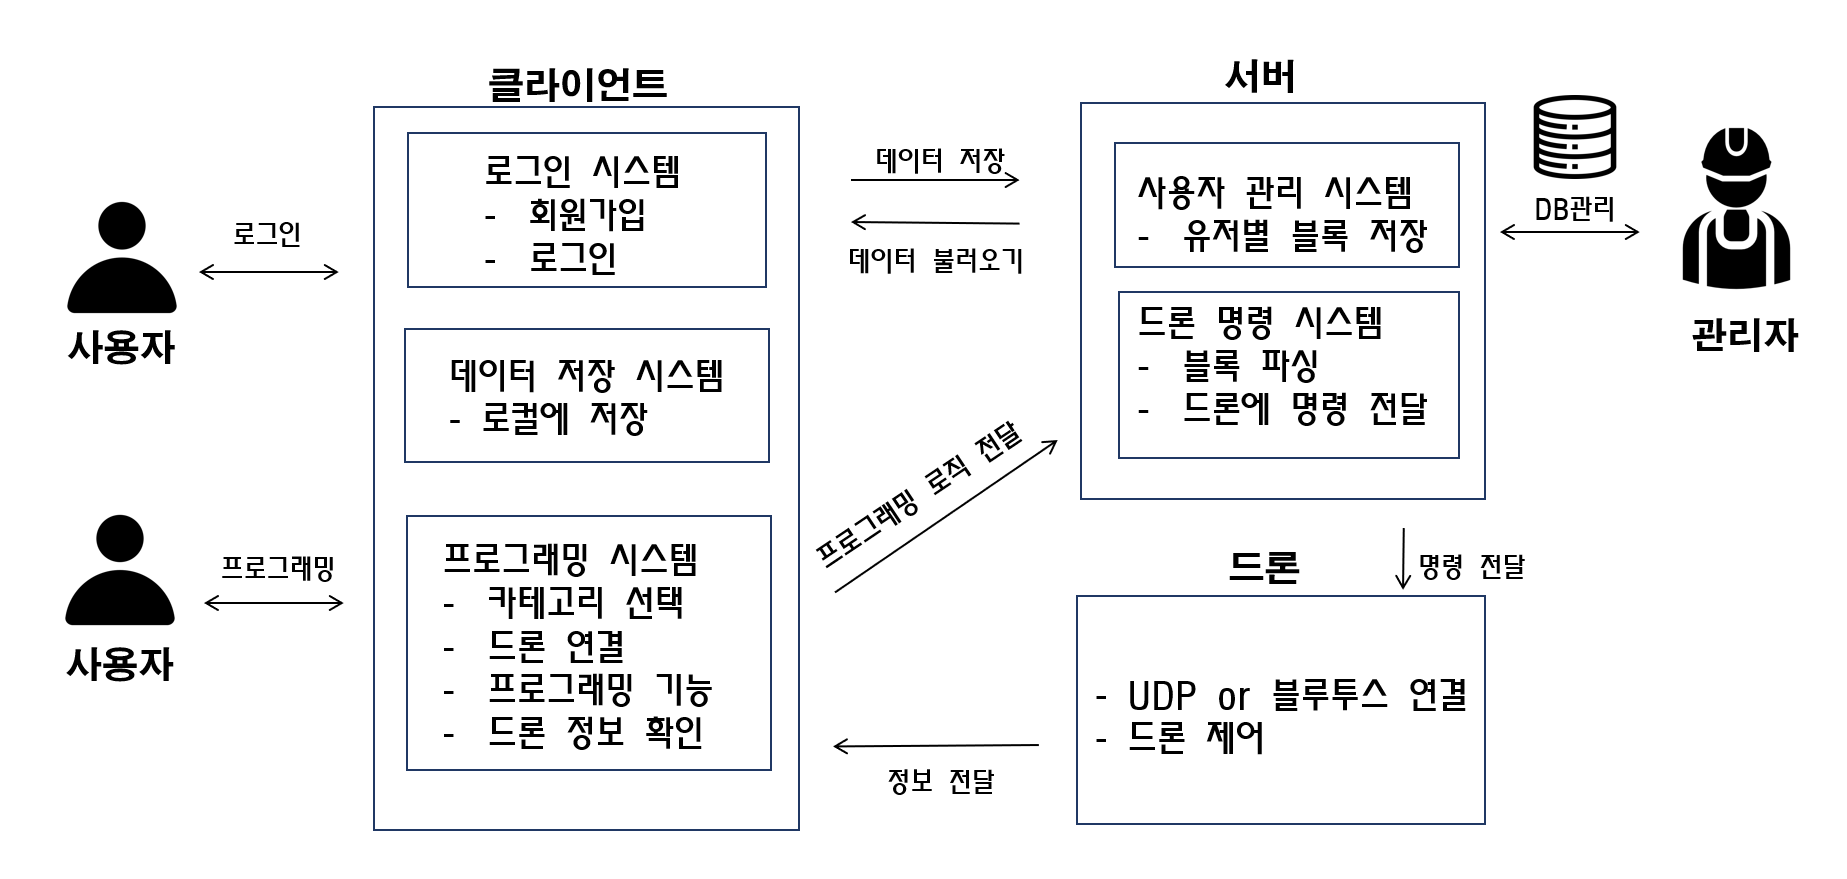 클라이언트
로그인 시스템
- 회원가입
- 로그인
데이터 저장 시스템
- 로컬에 저장
프로그래밍 시스템
- 카테고리 선택
- 드론 연결
- 프로그래밍 기능
- 드론 정보 확인
로그인
사용자
프로그래밍
사용자
데이터 저장
데이터 불러오기
프로그래밍 로직 전달
정보 전달
서버
사용자 관리 시스템
- 유저별 블록 저장
드론 명령 시스템
- 블록 파싱
- 드론에 명령 전달
DB관리
관리자
명령 전달
드론
- UDP or 블루투스 연결
- 드론 제어